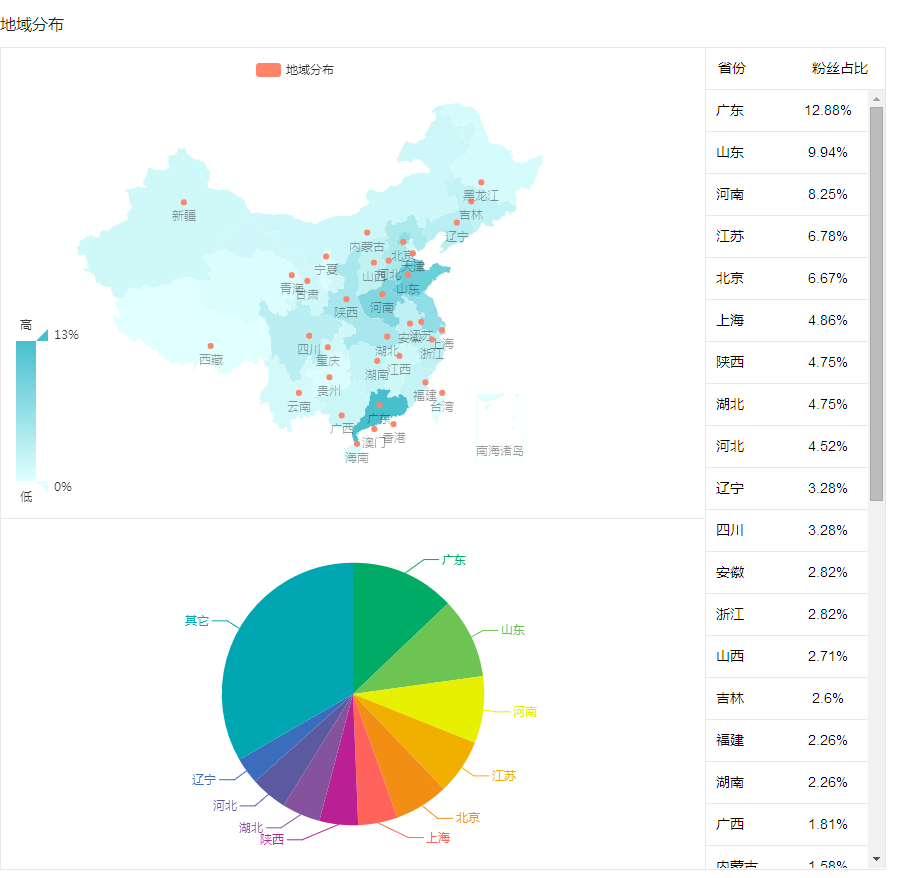 地域分布
地域分布
新疆
黑龙江
吉林
辽宁
内蒙古
北京
天津
宁夏
山西
河北
青海
甘肃
山东
陕西
河南
安徽
江苏
上海
四川
重庆
湖北
浙江
西藏
湖南
江西
贵州
福建
云南
台湾
广西
广东
澳门
香港
海南
南海诸岛
高
13%
0%
低
省份 粉丝占比
广东 12.88%
山东 9.94%
河南 8.25%
江苏 6.78%
北京 6.67%
上海 4.86%
陕西 4.75%
湖北 4.75%
河北 4.52%
辽宁 3.28%
四川 3.28%
安徽 2.82%
浙江 2.82%
山西 2.71%
吉林 2.6%
福建 2.26%
湖南 2.26%
广西 1.81%
内蒙古 1.58%
广东
山东
河南
江苏
北京
上海
陕西
湖北
河北
辽宁
其它